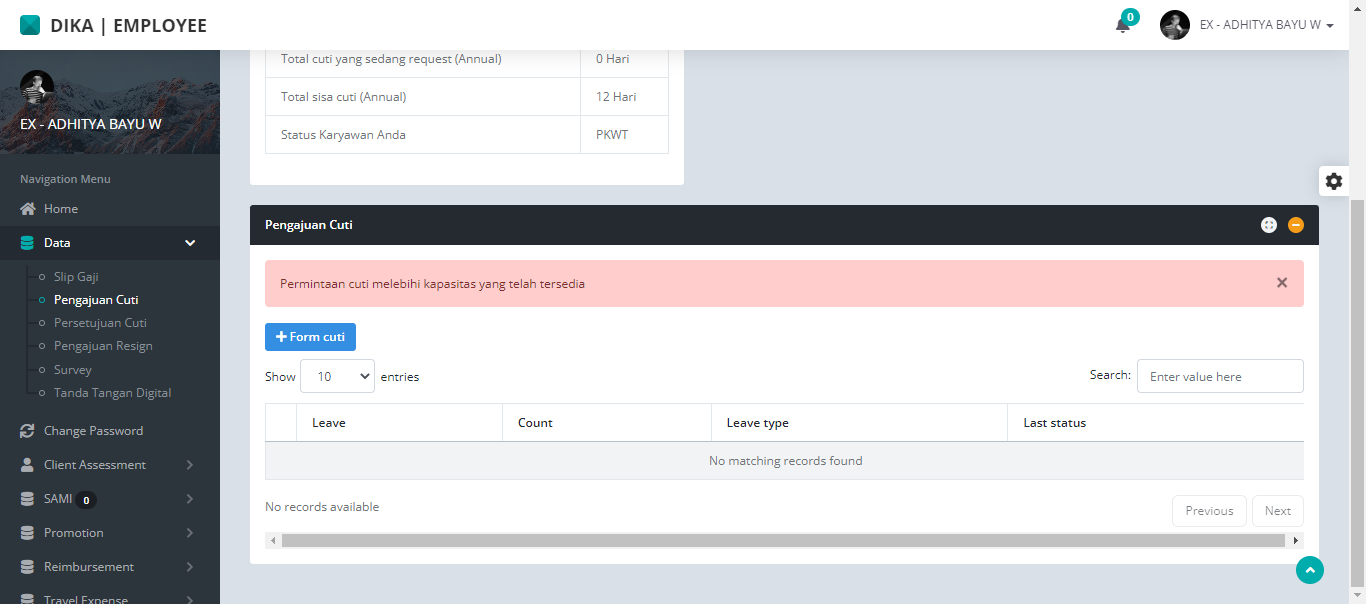 DIKA | EMPLOYEE
0
EX - ADHITYA BAYU W
EX - ADHITYA BAYU W
Navigation Menu
Home
Data
Slip Gaji
Pengajuan Cuti
Persetujuan Cuti
Pengajuan Resign
Survey
Tanda Tangan Digital
Change Password
Client Assessment
SAMI 0
Promotion
Reimbursement
Travel Expense
Total cuti yang sedang request (Annual) 0 Hari
Total sisa cuti (Annual) 12 Hari
Status Karyawan Anda PKWT
Pengajuan Cuti
Permintaan cuti melebihi kapasitas yang telah tersedia ×
+ Form cuti
Show 10 entries Search: Enter value here
Leave Count Leave type Last status
No matching records found
No records available Previous Next